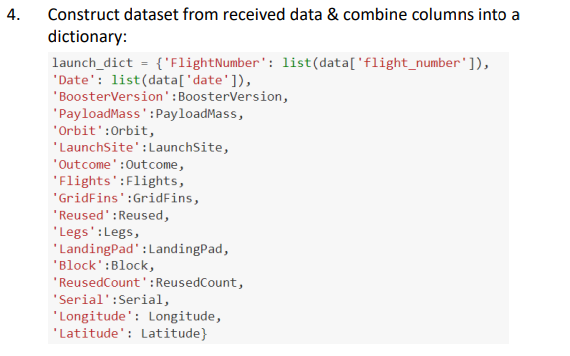 4. Construct dataset from received data & combine columns into a
dictionary:
launch_dict = {'FlightNumber': list(data['flight_number']),
'Date': list(data['date']),
'BoosterVersion':BoosterVersion,
'PayloadMass':PayloadMass,
'Orbit':Orbit,
'LaunchSite':LaunchSite,
'Outcome':Outcome,
'Flights':Flights,
'GridFins':GridFins,
'Reused':Reused,
'Legs':Legs,
'LandingPad':LandingPad,
'Block':Block,
'ReusedCount':ReusedCount,
'Serial':Serial,
'Longitude': Longitude,
'Latitude': Latitude}